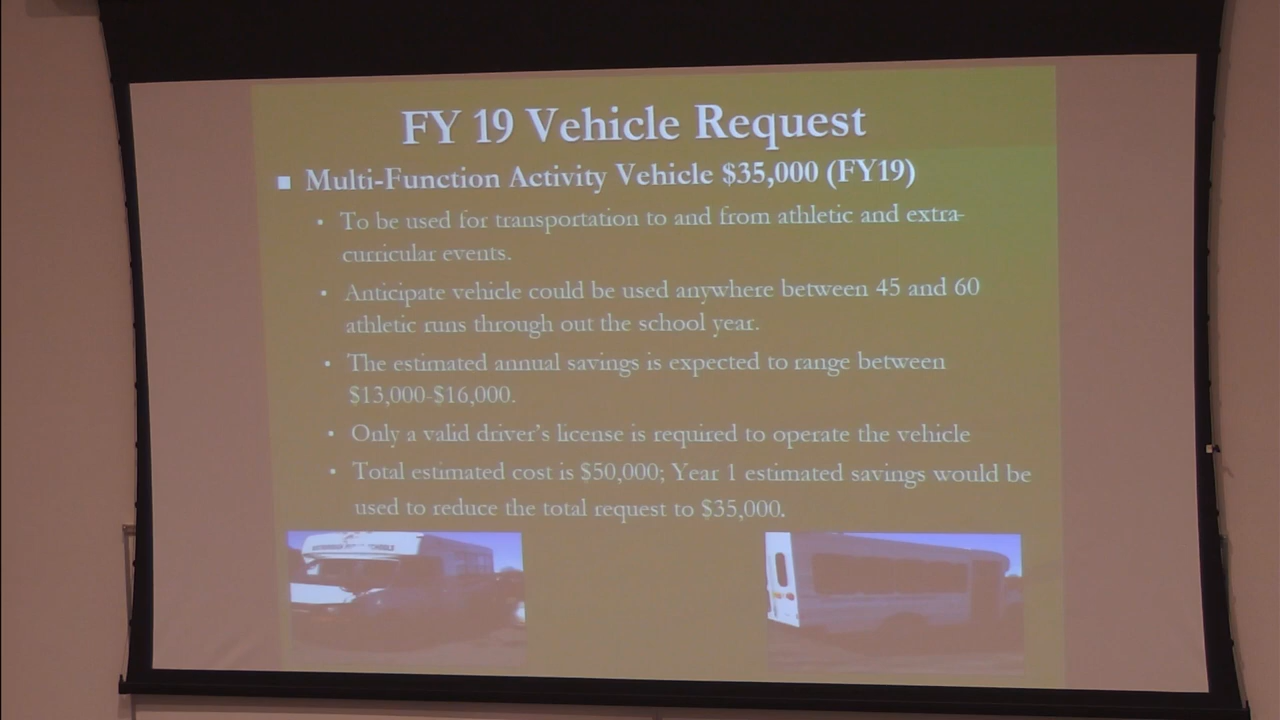 FY 19 Vehicle Request
▪ Multi-Function Activity Vehicle $35,000 (FY19)
• To be used for transportation to and from athletic and extra-
curricular events.
• Anticipate vehicle could be used anywhere between 45 and 60
athletic runs through out the school year.
• The estimated annual savings is expected to range between
$13,000-$16,000.
• Only a valid driver's license is required to operate the vehicle
• Total estimated cost is $50,000; Year 1 estimated savings would be
used to reduce the total request to $35,000.